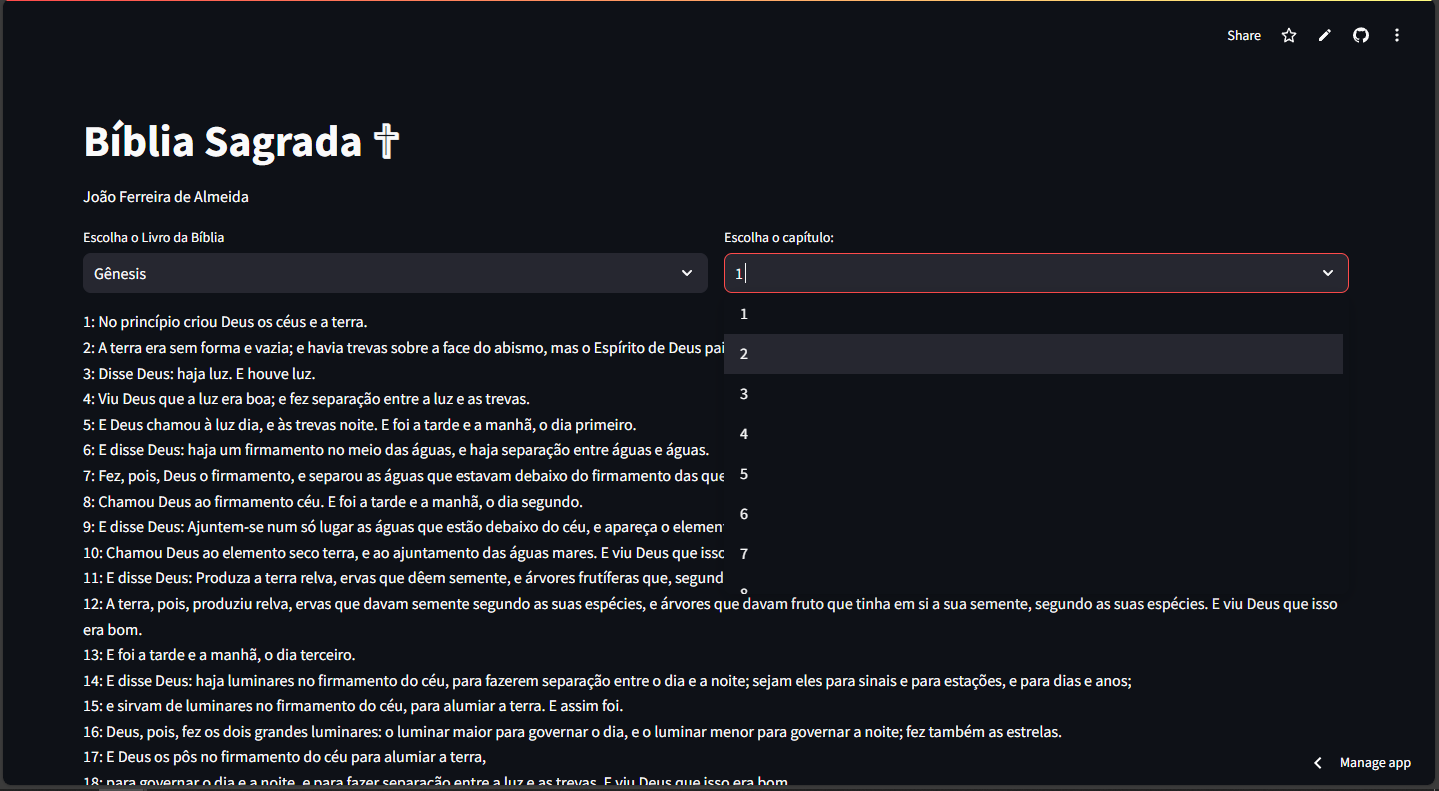 Share
Bíblia Sagrada ✝
João Ferreira de Almeida
Escolha o Livro da Bíblia
Gênesis
Escolha o capítulo:
1
1
2
3
4
5
6
7
1: No princípio criou Deus os céus e a terra.
2: A terra era sem forma e vazia; e havia trevas sobre a face do abismo, mas o Espírito de Deus pai
3: Disse Deus: haja luz. E houve luz.
4: Viu Deus que a luz era boa; e fez separação entre a luz e as trevas.
5: E Deus chamou à luz dia, e às trevas noite. E foi a tarde e a manhã, o dia primeiro.
6: E disse Deus: haja um firmamento no meio das águas, e haja separação entre águas e águas.
7: Fez, pois, Deus o firmamento, e separou as águas que estavam debaixo do firmamento das que
8: Chamou Deus ao firmamento céu. E foi a tarde e a manhã, o dia segundo.
9: E disse Deus: Ajuntem-se num só lugar as águas que estão debaixo do céu, e apareça o elemen
10: Chamou Deus ao elemento seco terra, e ao ajuntamento das águas mares. E viu Deus que isso
11: E disse Deus: Produza a terra relva, ervas que dêem semente, e árvores frutíferas que, segund
12: A terra, pois, produziu relva, ervas que davam semente segundo as suas espécies, e árvores que davam fruto que tinha em si a sua semente, segundo as suas espécies. E viu Deus que isso
era bom.
13: E foi a tarde e a manhã, o dia terceiro.
14: E disse Deus: haja luminares no firmamento do céu, para fazerem separação entre o dia e a noite; sejam eles para sinais e para estações, e para dias e anos;
15: e sirvam de luminares no firmamento do céu, para alumiar a terra. E assim foi.
16: Deus, pois, fez os dois grandes luminares: o luminar maior para governar o dia, e o luminar menor para governar a noite; fez também as estrelas.
17: E Deus os pôs no firmamento do céu para alumiar a terra,
18: para governar o dia e a noite, e para fazer separação entre a luz e as trevas. E viu Deus que isso era bom.
Manage app